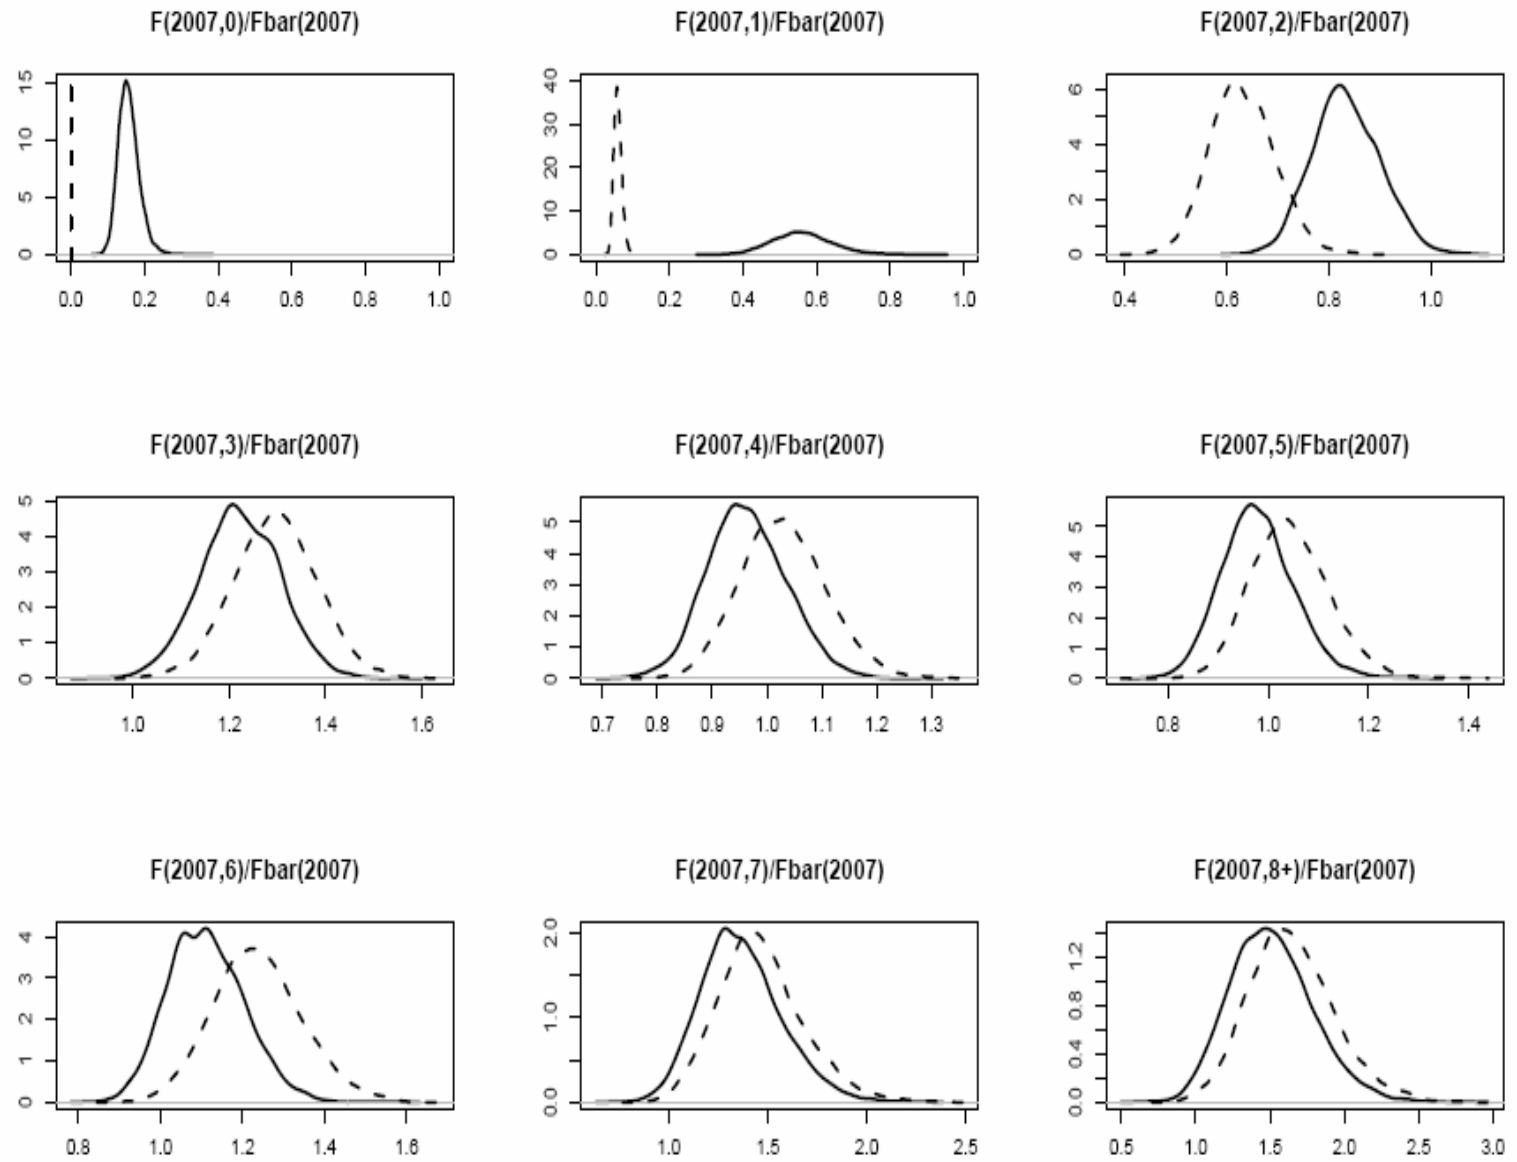 F(2007,0)/Fbar(2007) F(2007,1)/Fbar(2007) F(2007,2)/Fbar(2007)
0 5 10 15
0.0 0.2 0.4 0.6 0.8 1.0
0 10 20 30 40
0.0 0.2 0.4 0.6 0.8 1.0
0 2 4 6
0.4 0.6 0.8 1.0
F(2007,3)/Fbar(2007) F(2007,4)/Fbar(2007) F(2007,5)/Fbar(2007)
0 1 2 3 4 5
1.0 1.2 1.4 1.6
0 1 2 3 4 5
0.7 0.8 0.9 1.0 1.1 1.2 1.3
0 1 2 3 4 5
0.8 1.0 1.2 1.4
F(2007,6)/Fbar(2007) F(2007,7)/Fbar(2007) F(2007,8+)/Fbar(2007)
0 1 2 3 4
0.8 1.0 1.2 1.4 1.6
0.0 1.0 2.0
1.0 1.5 2.0 2.5
0.0 0.4 0.8 1.2
0.5 1.0 1.5 2.0 2.5 3.0